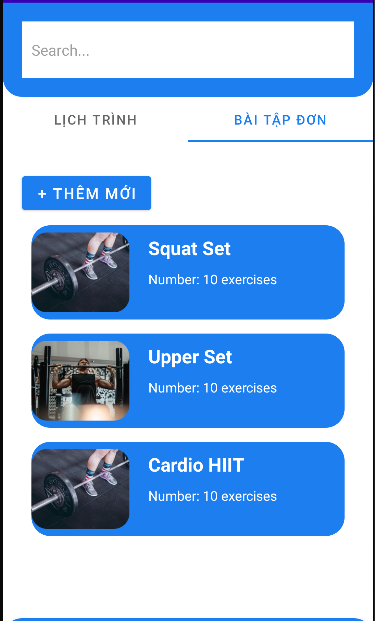 Search...
LỊCH TRÌNH
BÀI TẬP ĐƠN
+ THÊM MỚI
Squat Set
Number: 10 exercises
Upper Set
Number: 10 exercises
Cardio HIIT
Number: 10 exercises